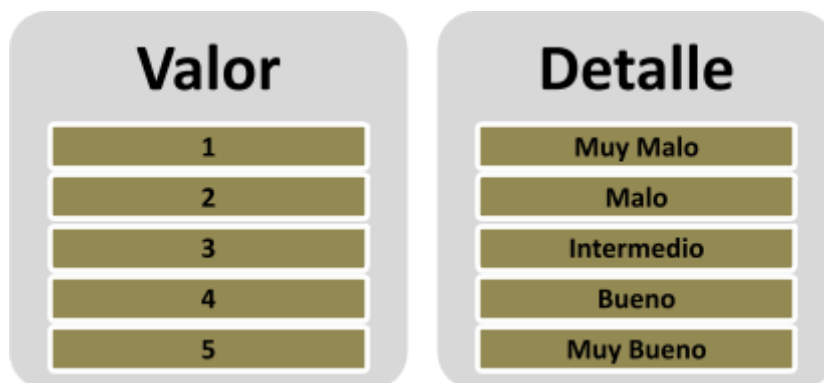 Valor
1
2
3
4
5
Detalle
Muy Malo
Malo
Intermedio
Bueno
Muy Bueno